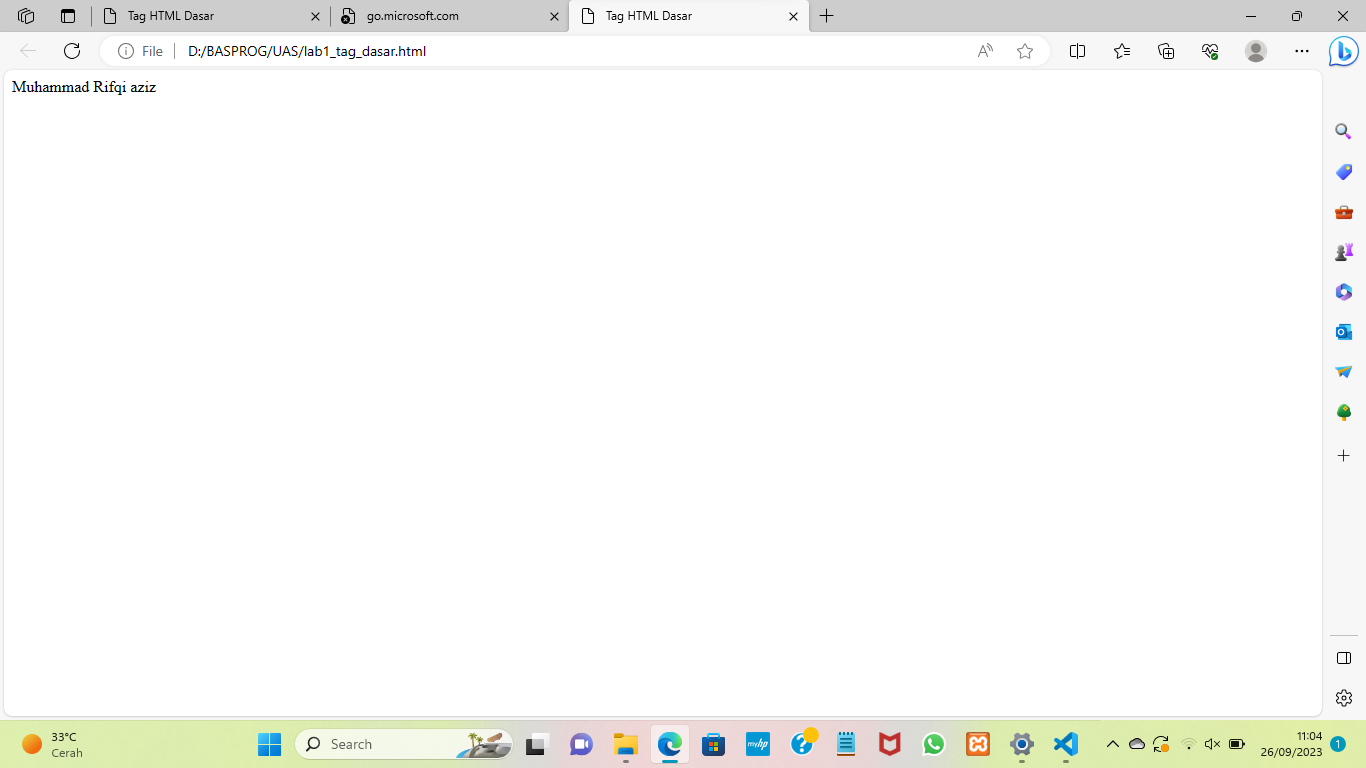 Tag HTML Dasar
go.microsoft.com
Tag HTML Dasar
File
D:/BASPROG/UAS/lab1_tag_dasar.html
Muhammad Rifqi aziz
33°C
Cerah
Search
myhp
11:04
26/09/2023
1